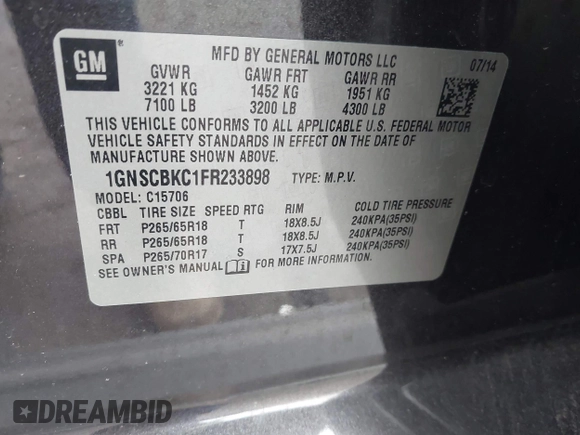 GM
MFD BY GENERAL MOTORS LLC
07/14
GVWR GAWR FRT GAWR RR
3221 KG 1452 KG 1951 KG
7100 LB 3200 LB 4300 LB
THIS VEHICLE CONFORMS TO ALL APPLICABLE U.S. FEDERAL MOTOR
VEHICLE SAFETY STANDARDS IN EFFECT ON THE DATE OF
MANUFACTURE SHOWN ABOVE.
1GNSCBKC1FR233898 TYPE: M.P.V.
MODEL: C15706
CBBL TIRE SIZE SPEED RTG RIM COLD TIRE PRESSURE
FRT P265/65R18 T 18X8.5J 240KPA(35PSI)
RR P265/65R18 T 18X8.5J 240KPA(35PSI)
SPA P265/70R17 S 17X7.5J 240KPA(35PSI)
SEE OWNER'S MANUAL FOR MORE INFORMATION.
DREAMBID